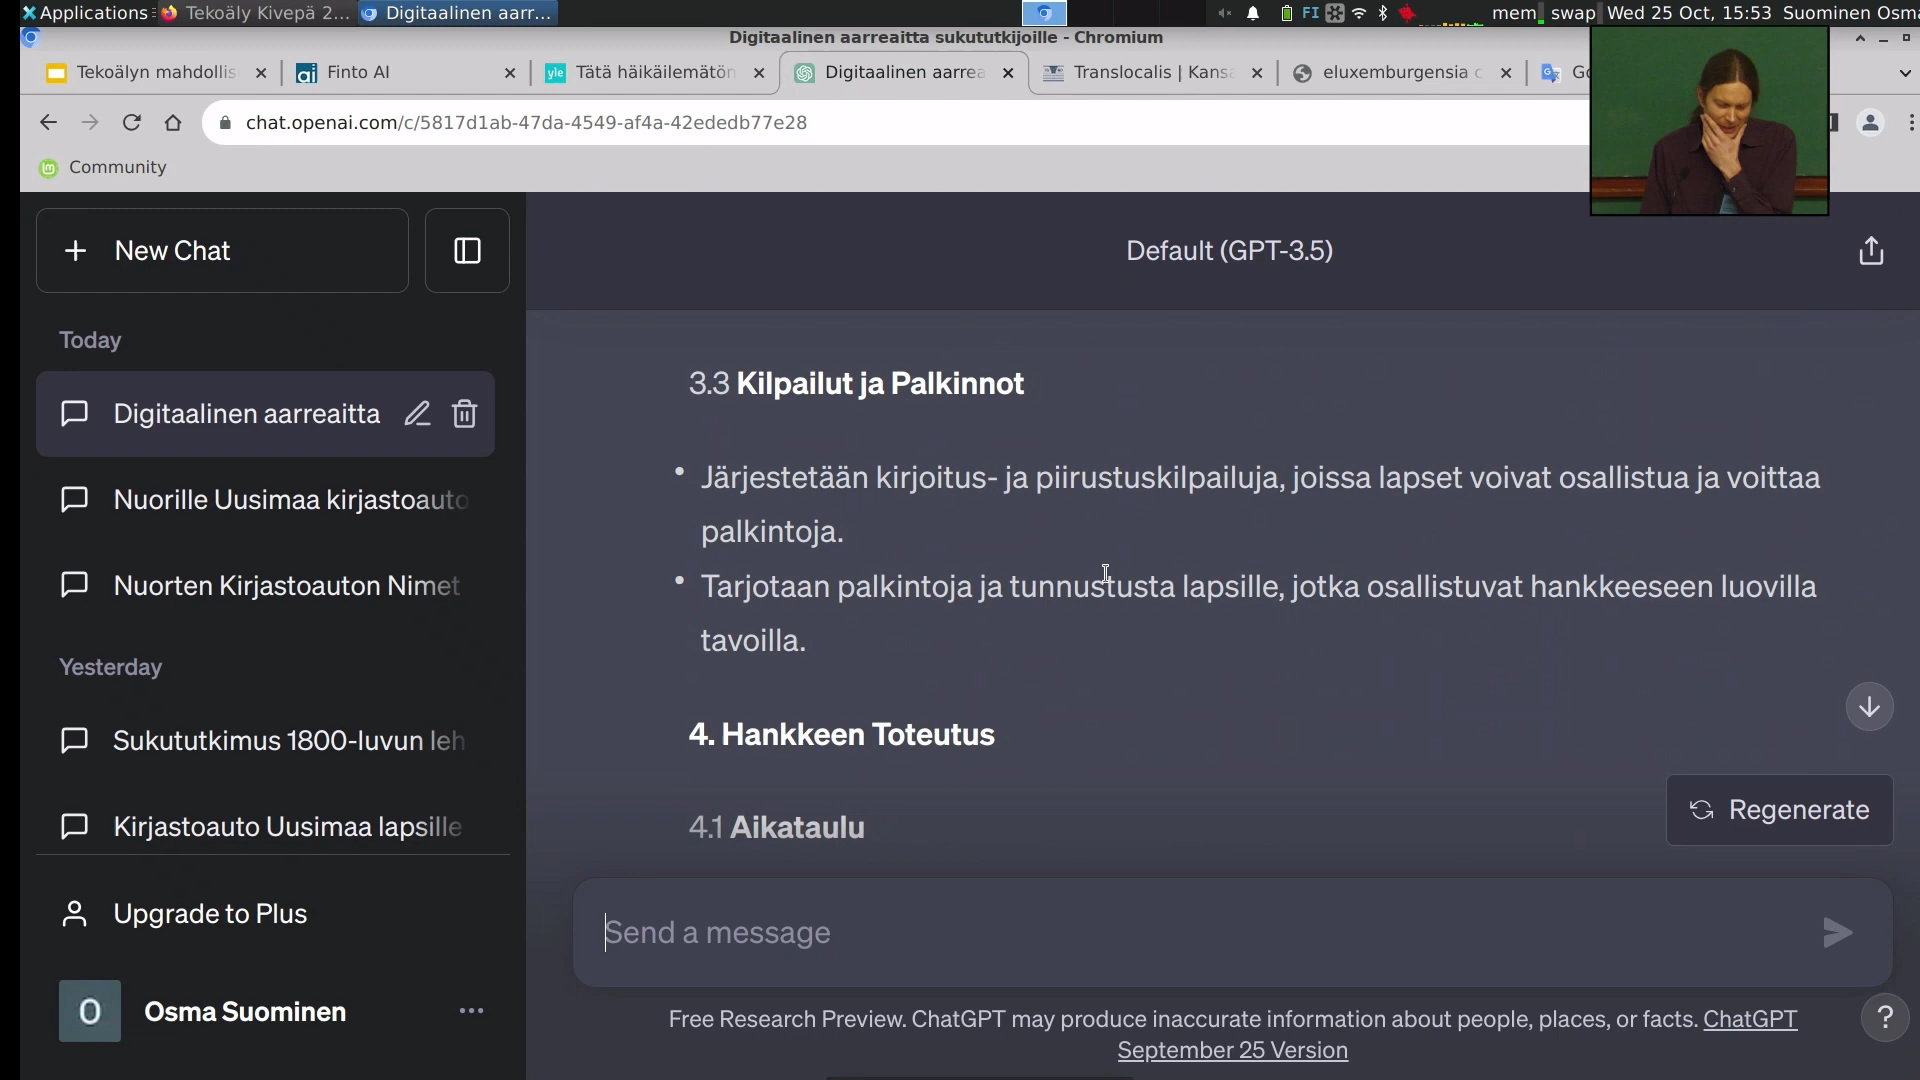 Applications
Tekoäly Kivepä 2...
Digitaalinen aarr...
FI
mem
swap
Wed 25 Oct, 15:53
Suominen Osma
Digitaalinen aarreaitta sukututkijoille - Chromium
Tekoälyn mahdollis
Finto AI
Tätä häikäilemätön
Digitaalinen aarrea
Translocalis | Kansa
eluxemburgensia c
Go
chat.openai.com/c/5817d1ab-47da-4549-af4a-42ededb77e28
Community
New Chat
Default (GPT-3.5)
Today
Digitaalinen aarreaitta
Nuorille Uusimaa kirjastoauto
Nuorten Kirjastoauton Nimet
Yesterday
Sukututkimus 1800-luvun leh
Kirjastoauto Uusimaa lapsille
Upgrade to Plus
O
Osma Suominen
3.3 Kilpailut ja Palkinnot
• Järjestetään kirjoitus- ja piirustuskilpailuja, joissa lapset voivat osallistua ja voittaa
palkintoja.
• Tarjotaan palkintoja ja tunnustusta lapsille, jotka osallistuvat hankkeeseen luovilla
tavoilla.
4. Hankkeen Toteutus
4.1 Aikataulu
Regenerate
Send a message
Free Research Preview. ChatGPT may produce inaccurate information about people, places, or facts. ChatGPT
September 25 Version
?